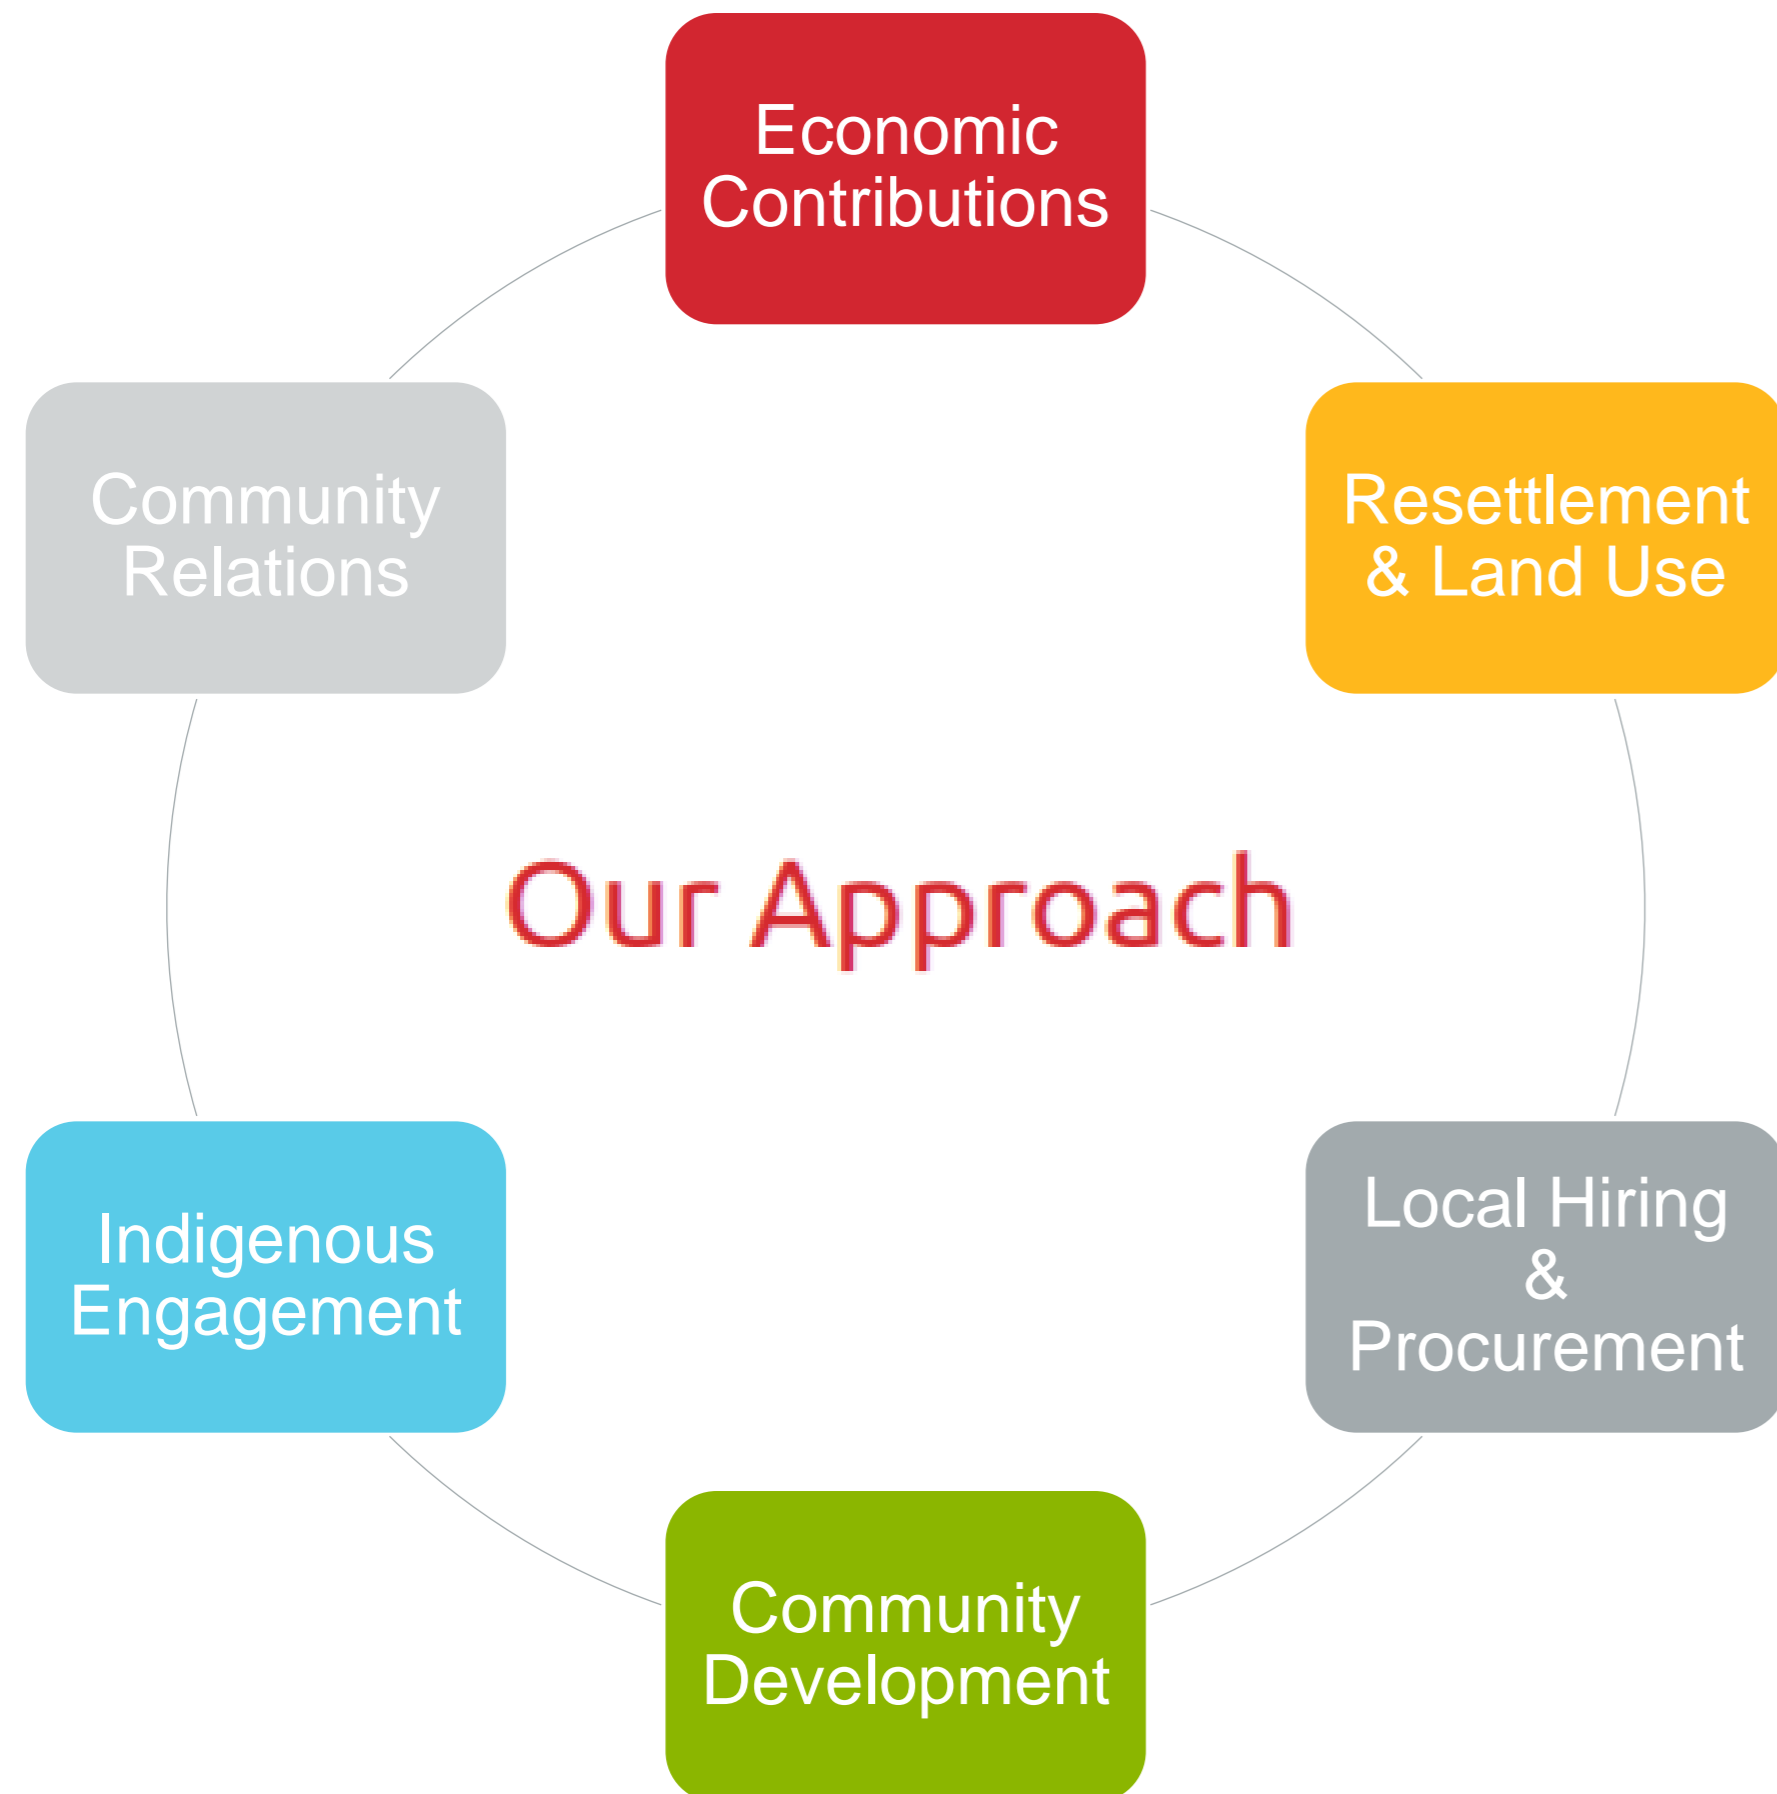 Economic
Contributions
Resettlement
& Land Use
Local Hiring
&
Procurement
Community
Development
Indigenous
Engagement
Community
Relations
Our Approach